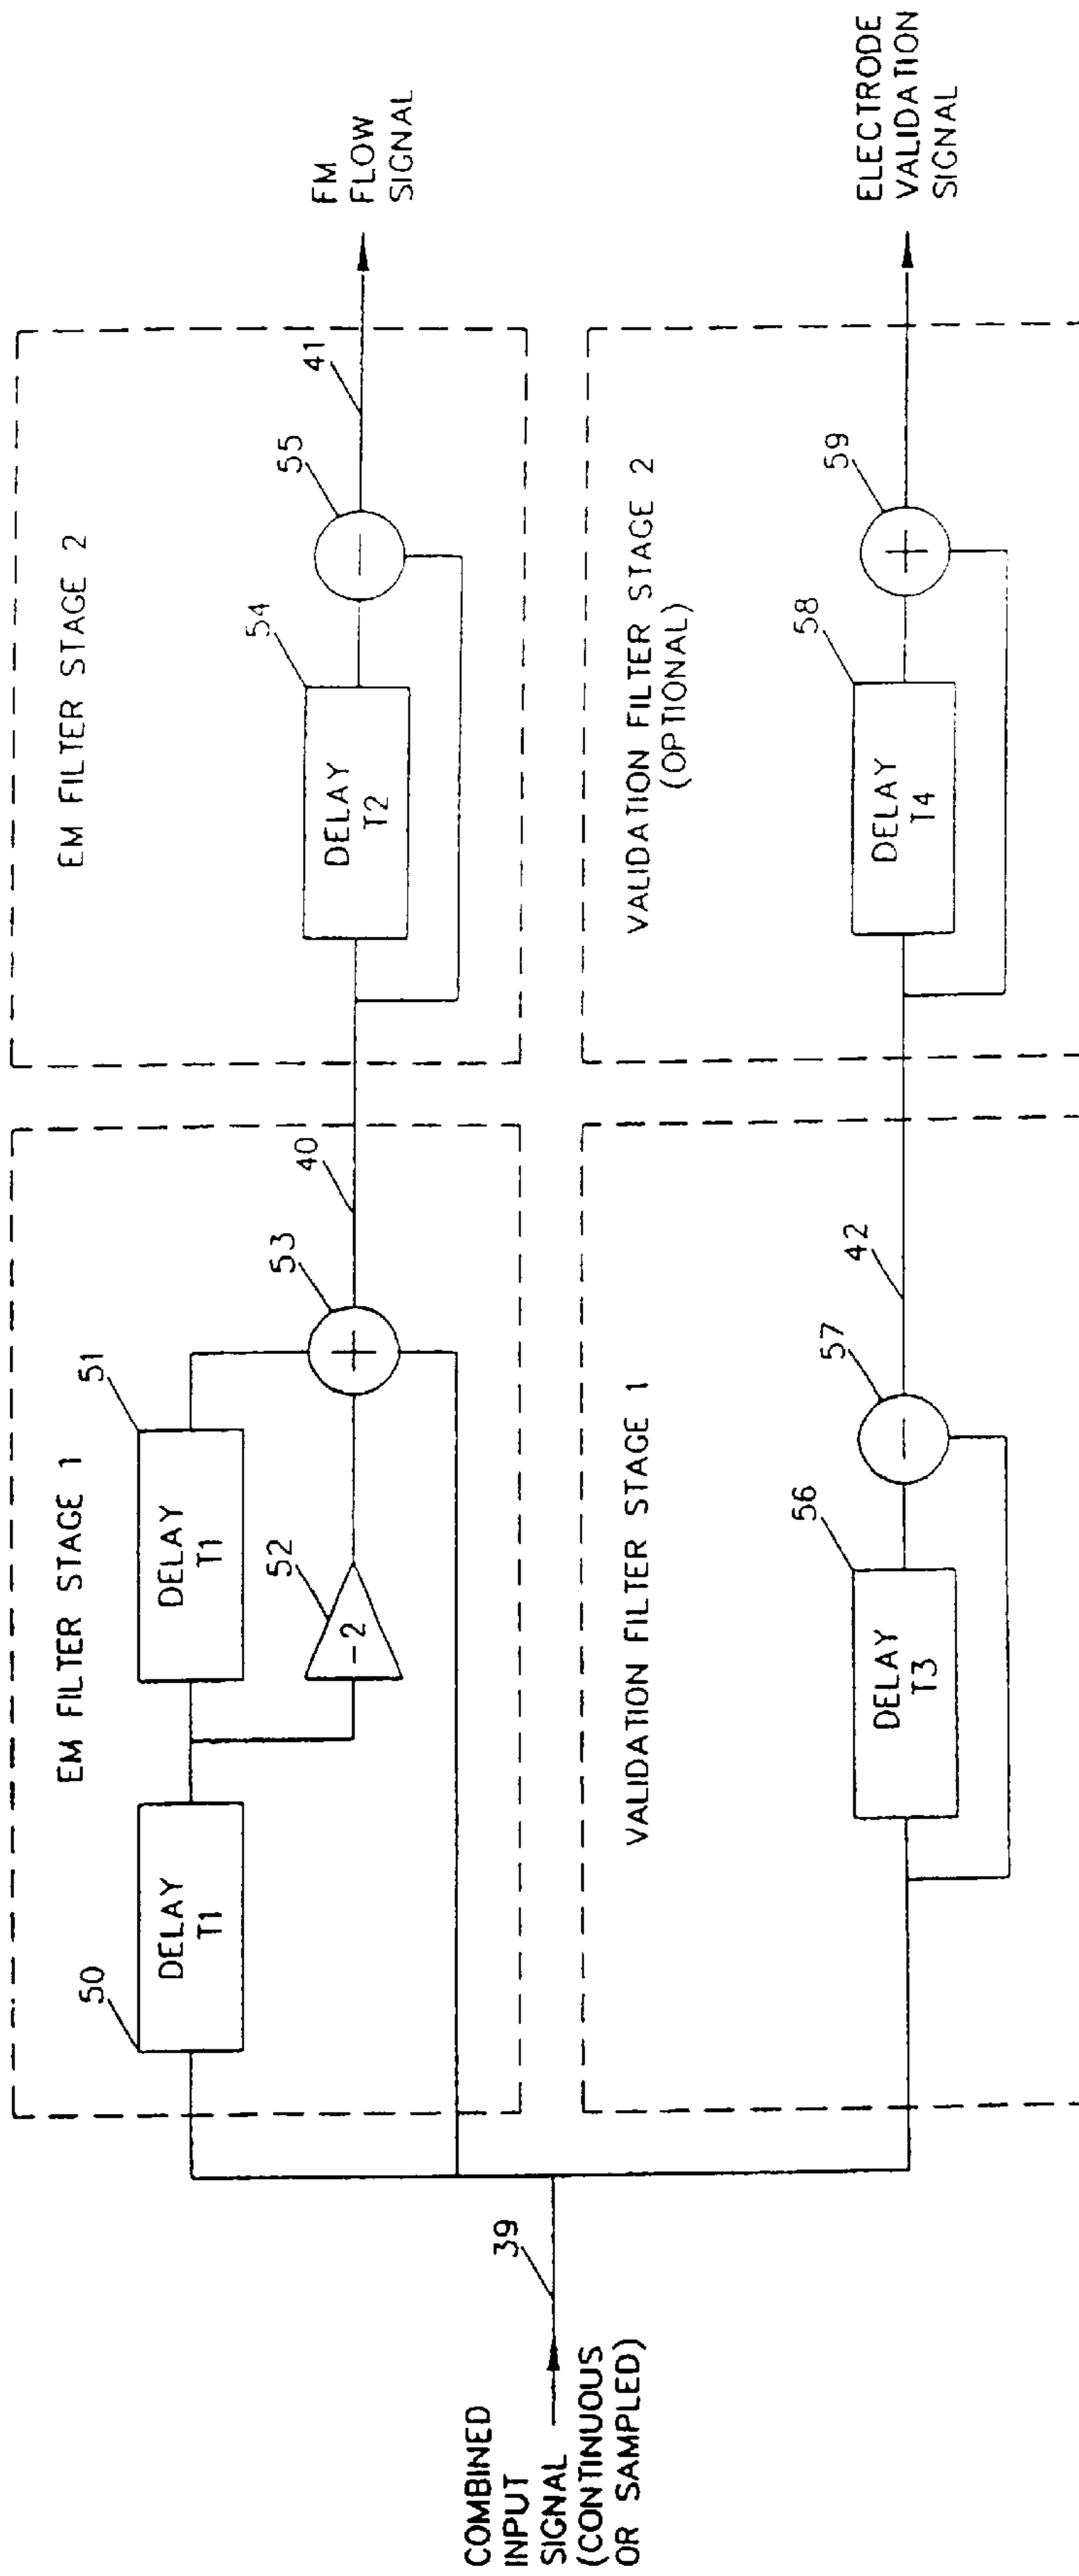 COMBINED
INPUT
SIGNAL
(CONTINUOUS
OR SAMPLED)
39
EM FILTER STAGE 1
50
DELAY
T1
51
DELAY
T1
52
-2
53
+
40
EM FILTER STAGE 2
54
DELAY
T2
55
−
41
FM
FLOW
SIGNAL
VALIDATION FILTER STAGE 1
56
DELAY
T3
57
−
42
VALIDATION FILTER STAGE 2
(OPTIONAL)
58
DELAY
T4
59
+
ELECTRODE
VALIDATION
SIGNAL